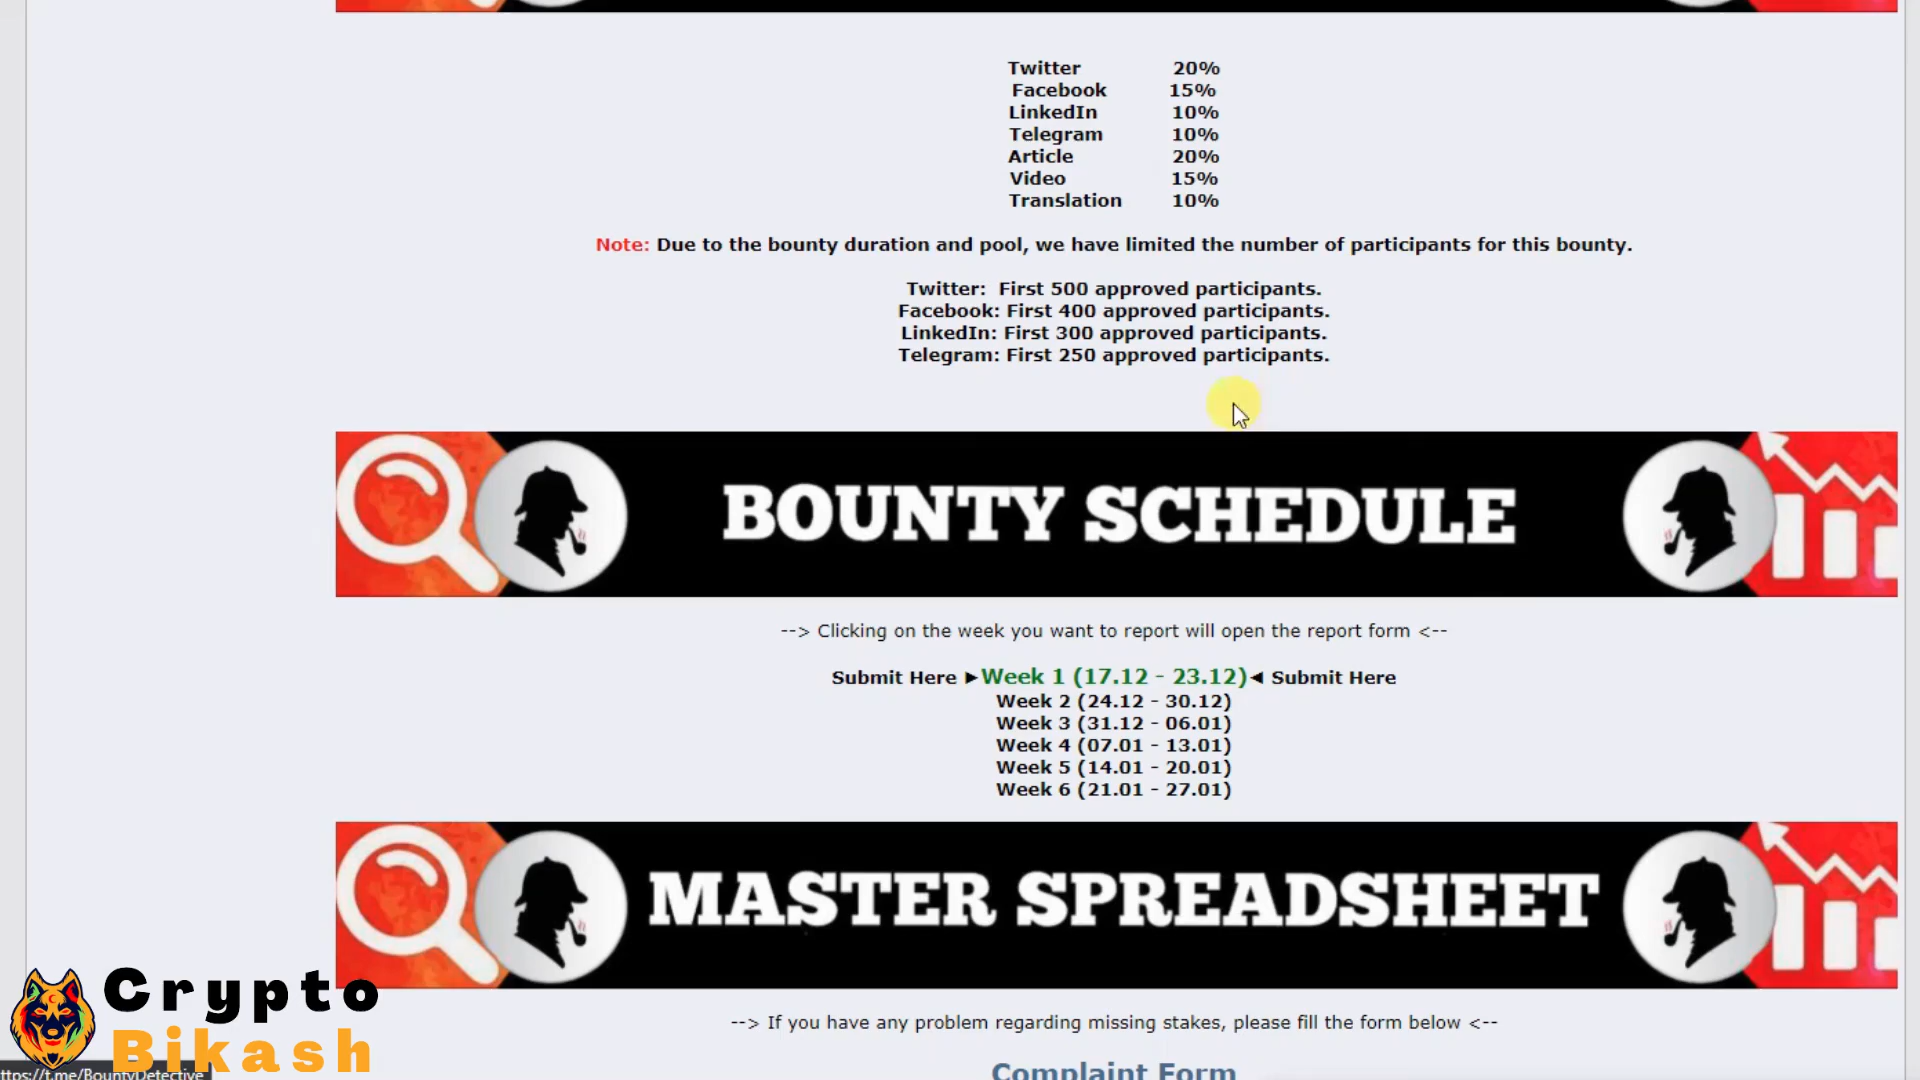 Twitter 20%
Facebook 15%
LinkedIn 10%
Telegram 10%
Article 20%
Video 15%
Translation 10%
Note: Due to the bounty duration and pool, we have limited the number of participants for this bounty.
Twitter: First 500 approved participants.
Facebook: First 400 approved participants.
LinkedIn: First 300 approved participants.
Telegram: First 250 approved participants.
BOUNTY SCHEDULE
--> Clicking on the week you want to report will open the report form <--
Submit Here ►Week 1 (17.12 - 23.12)◄ Submit Here
Week 2 (24.12 - 30.12)
Week 3 (31.12 - 06.01)
Week 4 (07.01 - 13.01)
Week 5 (14.01 - 20.01)
Week 6 (21.01 - 27.01)
MASTER SPREADSHEET
--> If you have any problem regarding missing stakes, please fill the form below <--
Complaint Form
Crypto
Bikash
ttps://t.me/BountyDetective